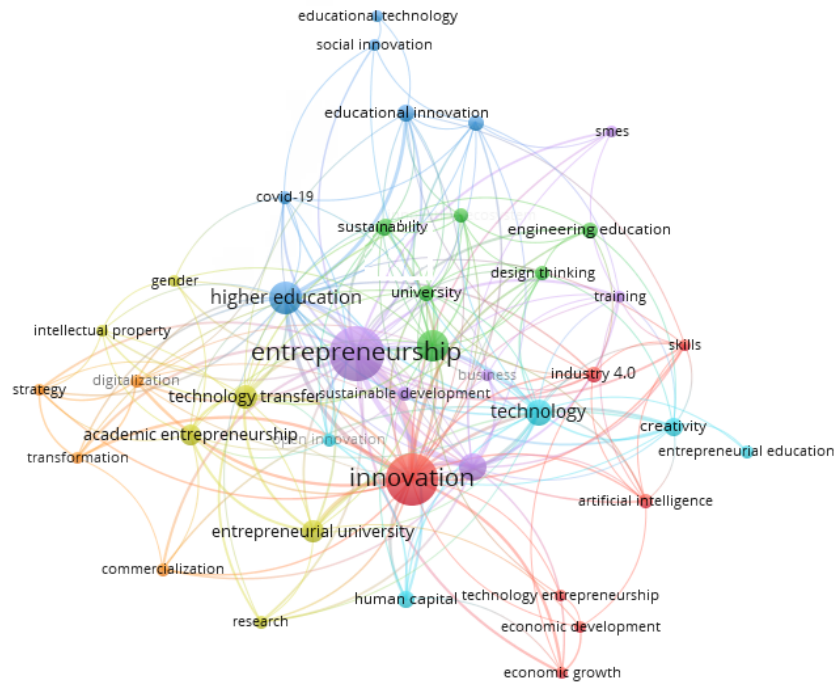 educational technology
social innovation
educational innovation
smes
covid-19
sustainability
engineering education
gender
design thinking
higher education
university
training
intellectual property
entrepreneurship
skills
digitalization
business
industry 4.0
strategy
technology transfer
sustainable development
technology
academic entrepreneurship
open innovation
creativity
transformation
entrepreneurial education
innovation
artificial intelligence
entrepreneurial university
commercialization
human capital
technology entrepreneurship
research
economic development
economic growth